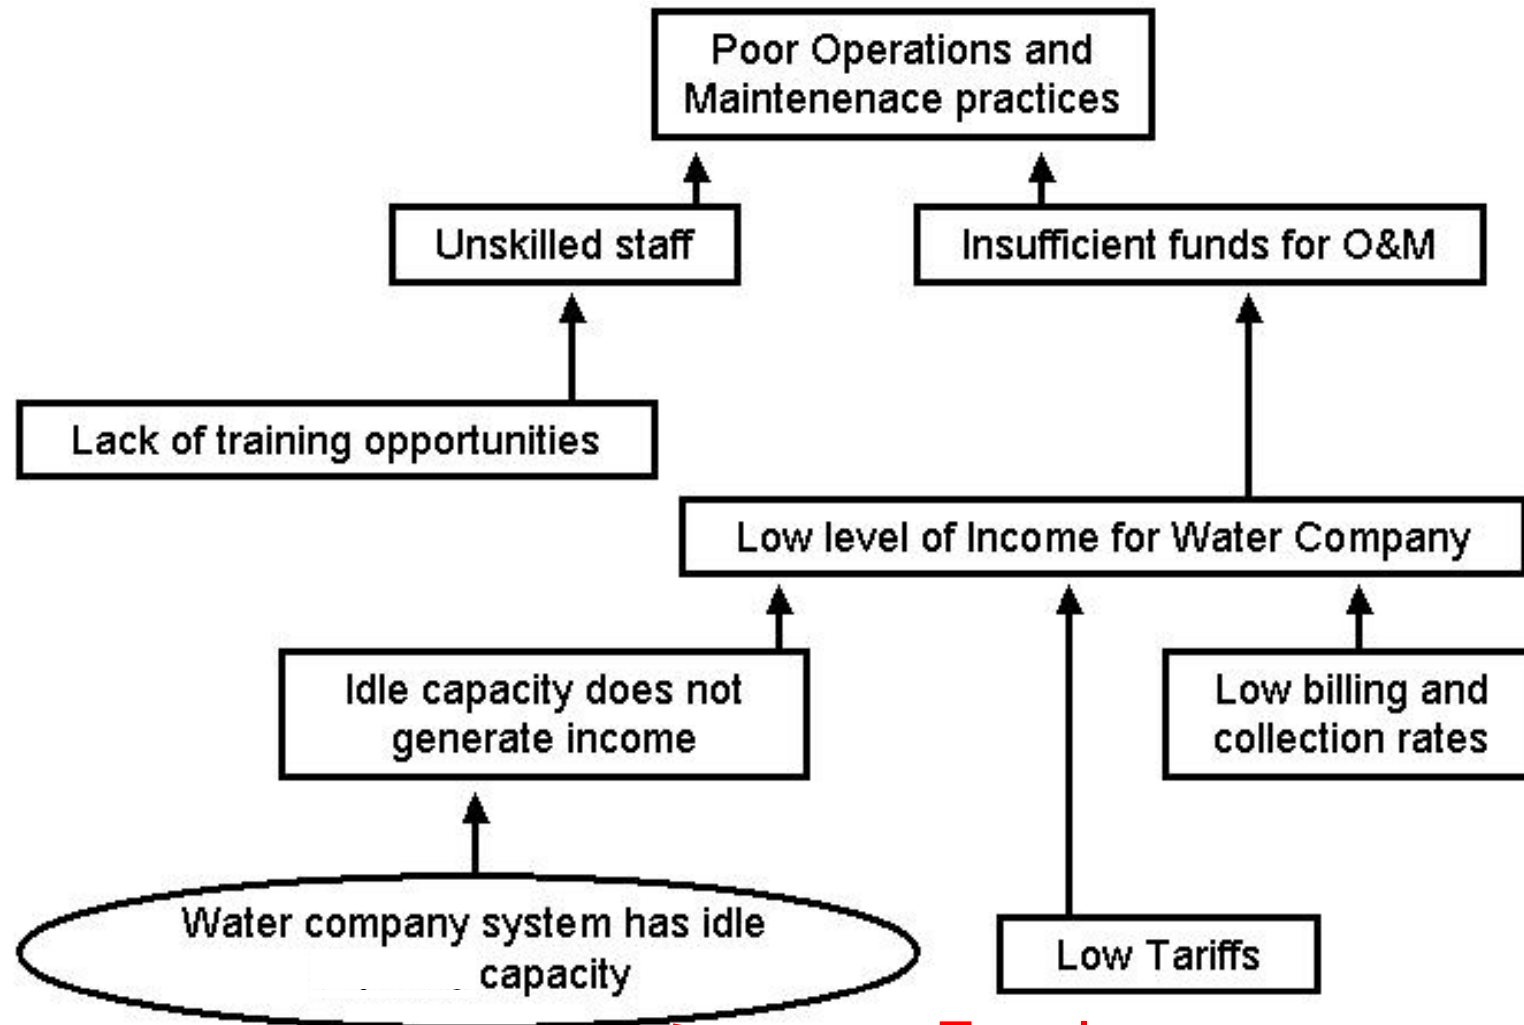 Poor Operations and
Maintenenace practices
Unskilled staff
Insufficient funds for O&M
Lack of training opportunities
Low level of Income for Water Company
Idle capacity does not
generate income
Low billing and
collection rates
Water company system has idle
capacity
Low Tariffs